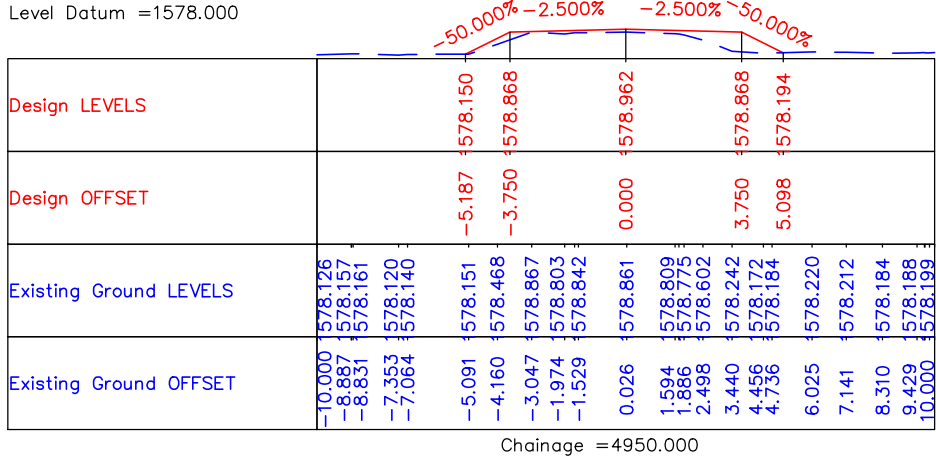 Level Datum =1578.000
-50.000% -2.500% -2.500% -50.000%
Design LEVELS 1578.150 1578.868 1578.962 1578.868 1578.194
Design OFFSET -5.187 -3.750 0.000 3.750 5.098
Existing Ground LEVELS 1578.126 1578.157 1578.161 1578.120 1578.140 1578.151 1578.468 1578.867 1578.803 1578.842 1578.861 1578.809 1578.775 1578.602 1578.242 1578.172 1578.184 1578.220 1578.212 1578.184 1578.188 1578.199
Existing Ground OFFSET -10.000 -8.887 -8.831 -7.353 -7.064 -5.091 -4.160 -3.047 -1.974 -1.529 0.026 1.594 1.886 2.498 3.440 4.456 4.736 6.025 7.141 8.310 9.429 10.000
Chainage =4950.000